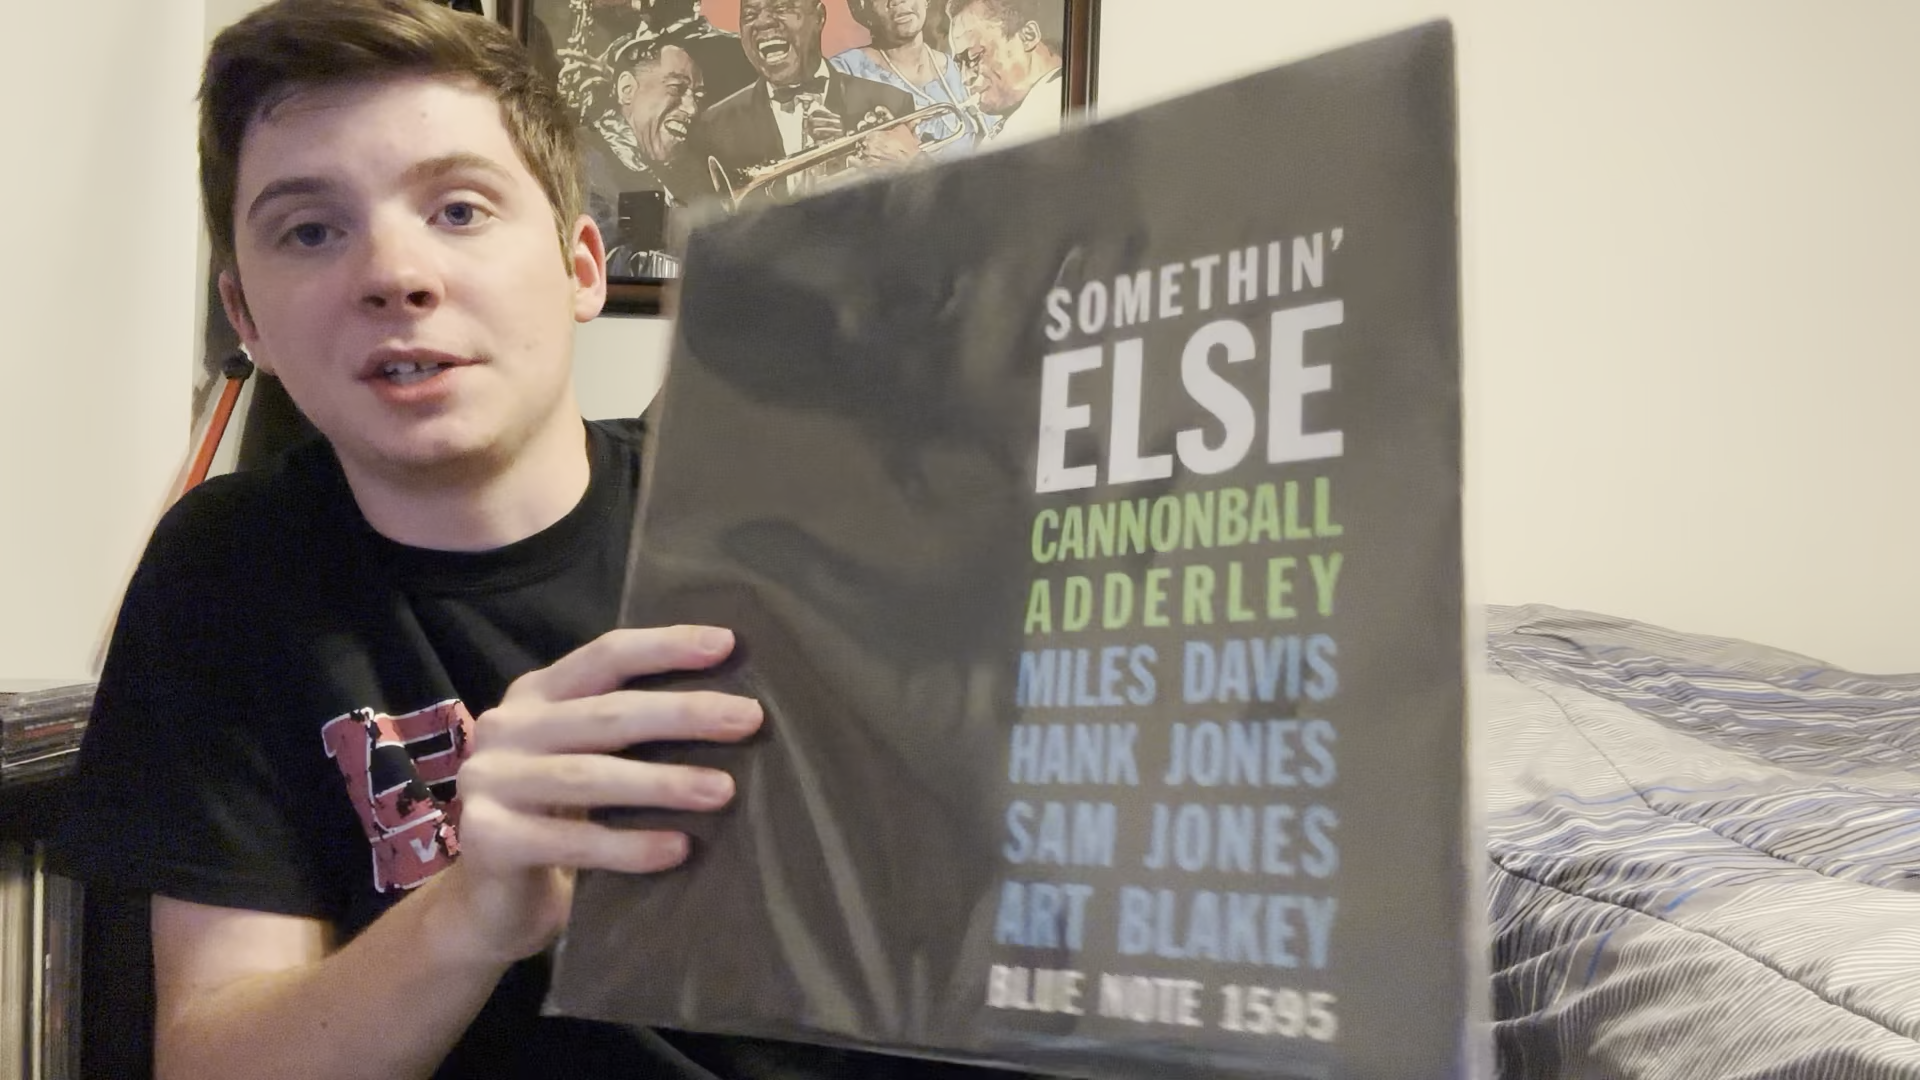 SOMETHIN'
ELSE
CANNONBALL
ADDERLEY
MILES DAVIS
HANK JONES
SAM JONES
ART BLAKEY
BLUE NOTE 1595